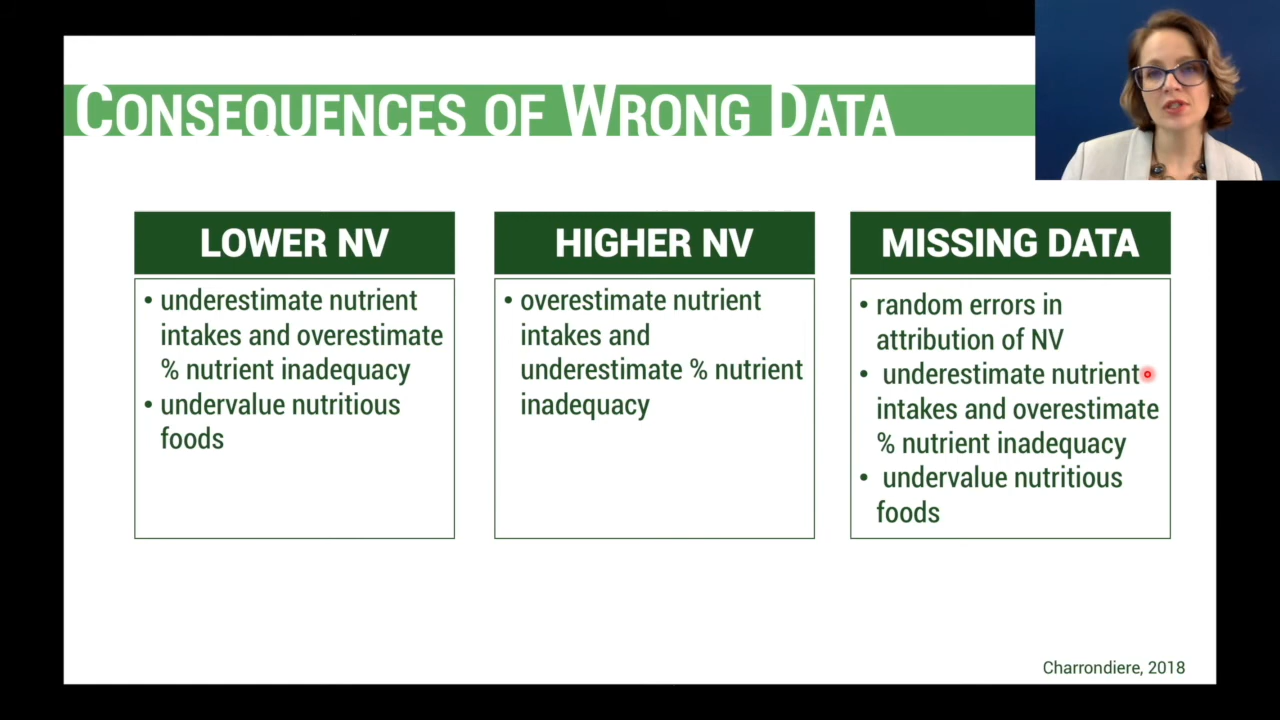 CONSEQUENCES OF WRONG DATA
LOWER NV
• underestimate nutrient
intakes and overestimate
% nutrient inadequacy
• undervalue nutritious
foods
HIGHER NV
• overestimate nutrient
intakes and
underestimate % nutrient
inadequacy
MISSING DATA
• random errors in
attribution of NV
• underestimate nutrient
intakes and overestimate
% nutrient inadequacy
• undervalue nutritious
foods
Charrondiere, 2018